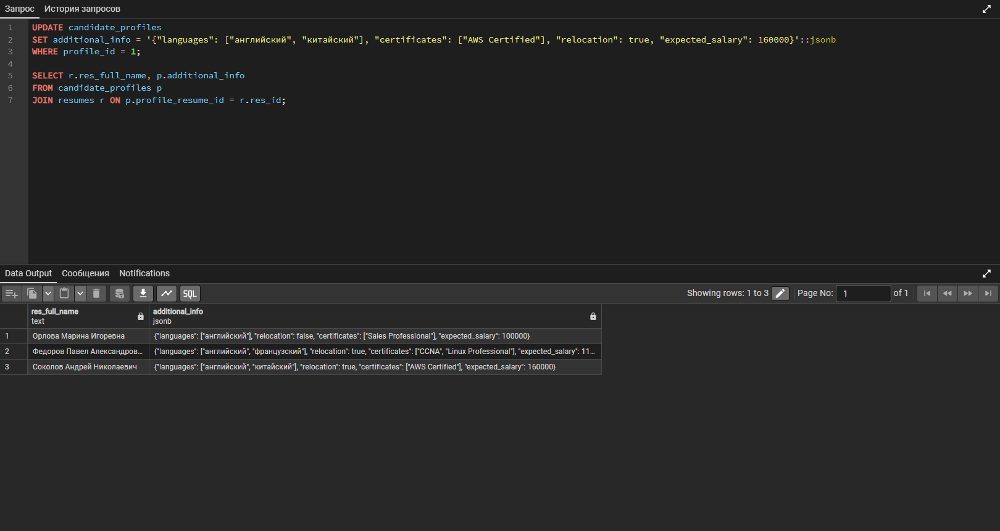 Запрос История запросов
1 UPDATE candidate_profiles
2 SET additional_info = '{"languages": ["английский", "китайский"], "certificates": ["AWS Certified"], "relocation": true, "expected_salary": 160000}'::jsonb
3 WHERE profile_id = 1;
4
5 SELECT r.res_full_name, p.additional_info
6 FROM candidate_profiles p
7 JOIN resumes r ON p.profile_resume_id = r.res_id;
Data Output Сообщения Notifications
SQL Showing rows: 1 to 3 Page No: 1 of 1
res_full_name additional_info
text jsonb
1 Орлова Марина Игоревна {"languages": ["английский"], "relocation": false, "certificates": ["Sales Professional"], "expected_salary": 100000}
2 Федоров Павел Александров... {"languages": ["английский", "французский"], "relocation": true, "certificates": ["CCNA", "Linux Professional"], "expected_salary": 11...
3 Соколов Андрей Николаевич {"languages": ["английский", "китайский"], "relocation": true, "certificates": ["AWS Certified"], "expected_salary": 160000}